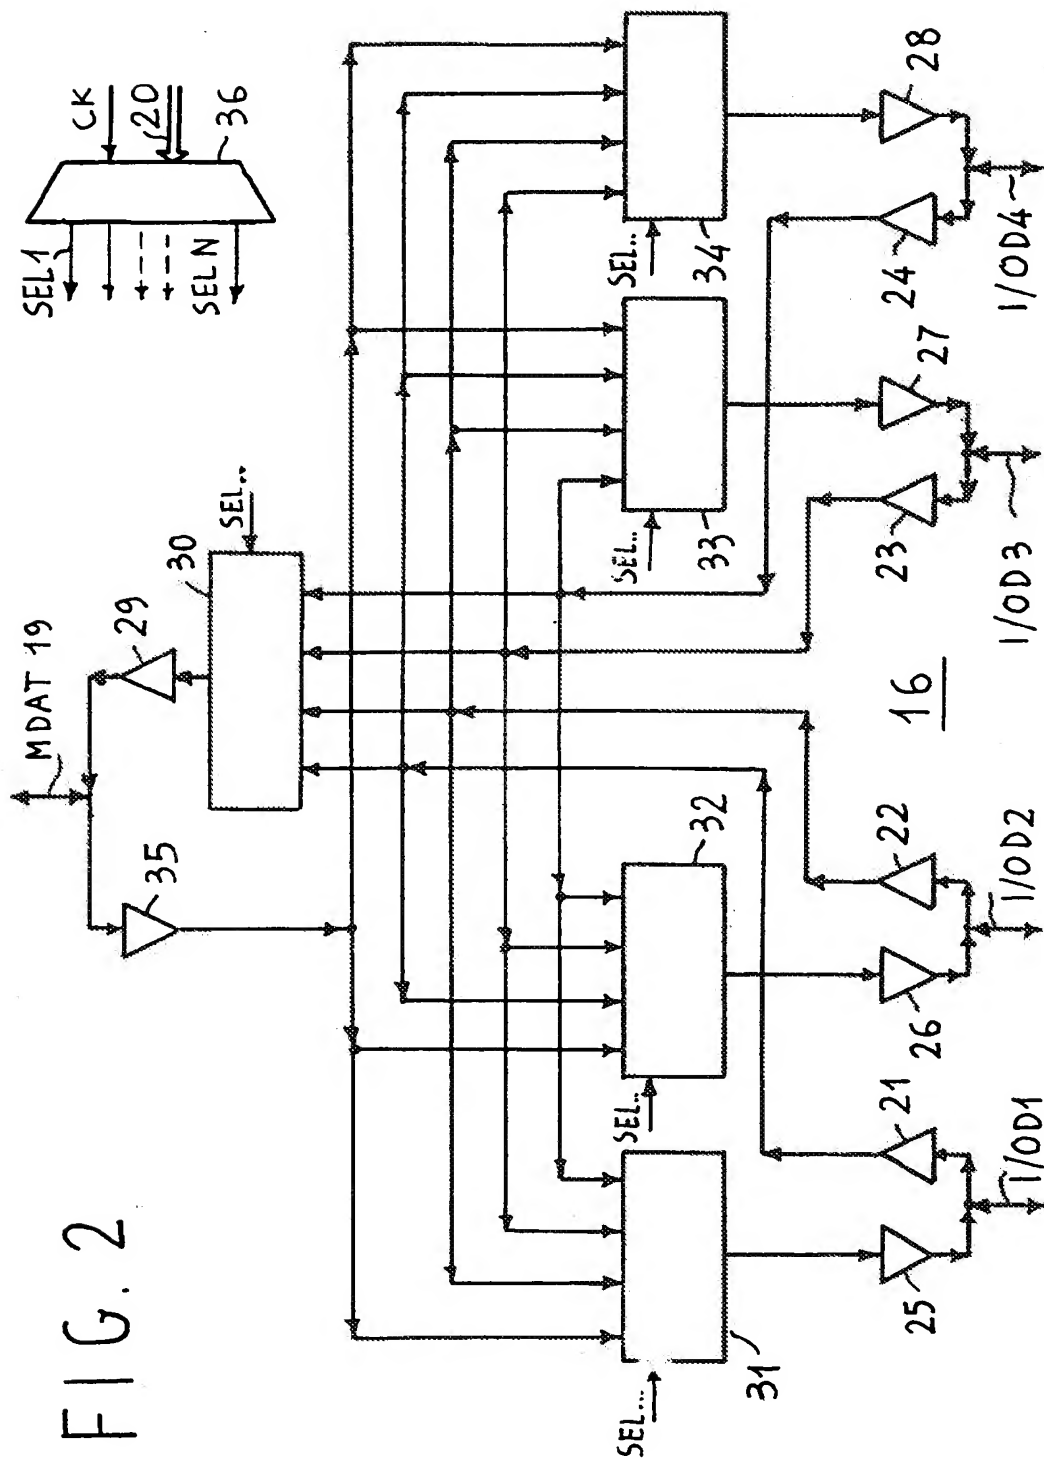 FIG. 2
MDAT 19
35
29
30
SEL..
SEL1
SEL N
CK
20
36
SEL...
31
SEL..
32
SEL..
33
SEL..
34
25
21
26
22
23
27
24
28
I/OD1
I/OD2
16
I/OD3
I/OD4